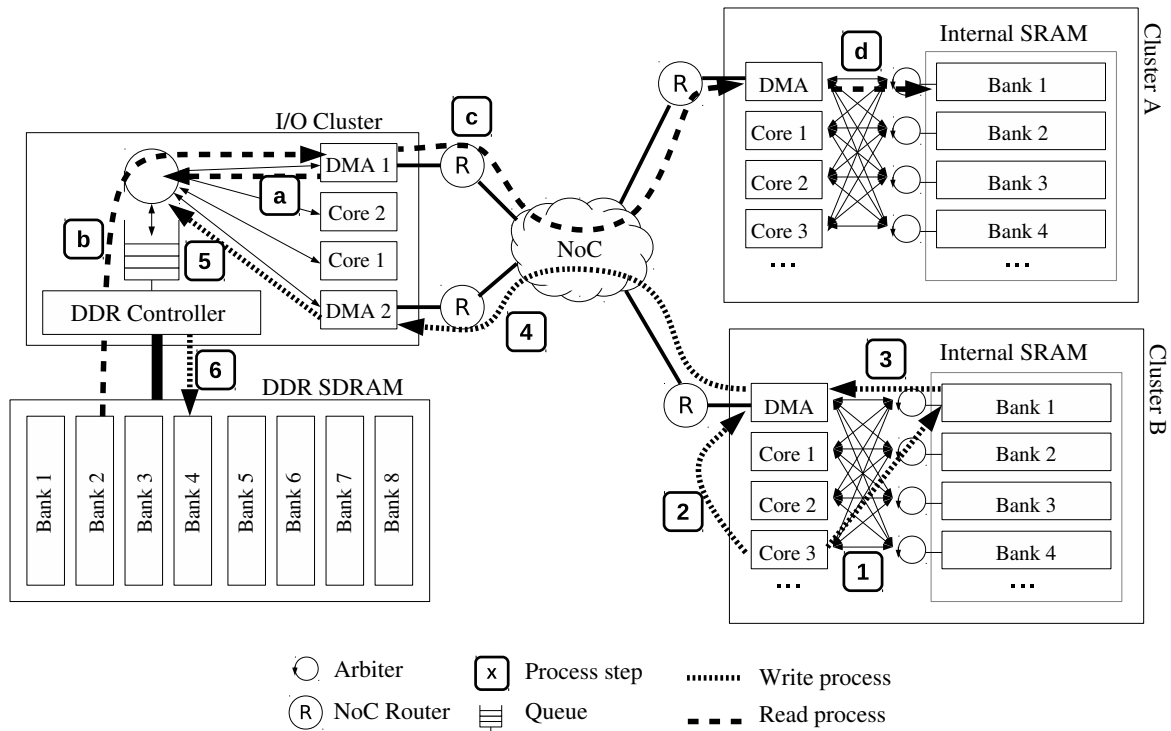 Internal SRAM
Cluster A
d
R
DMA
Bank 1
Core 1
Bank 2
Core 2
Bank 3
Core 3
Bank 4
...
I/O Cluster
c
DMA 1
R
a
Core 2
b
5
Core 1
NoC
DDR Controller
DMA 2
R
4
6
DDR SDRAM
Bank 1
Bank 2
Bank 3
Bank 4
Bank 5
Bank 6
Bank 7
Bank 8
Internal SRAM
Cluster B
3
R
DMA
Bank 1
Core 1
Bank 2
2
Core 2
Bank 3
Core 3
Bank 4
1
...
...
Arbiter
x
Process step
Write process
R
NoC Router
Queue
Read process